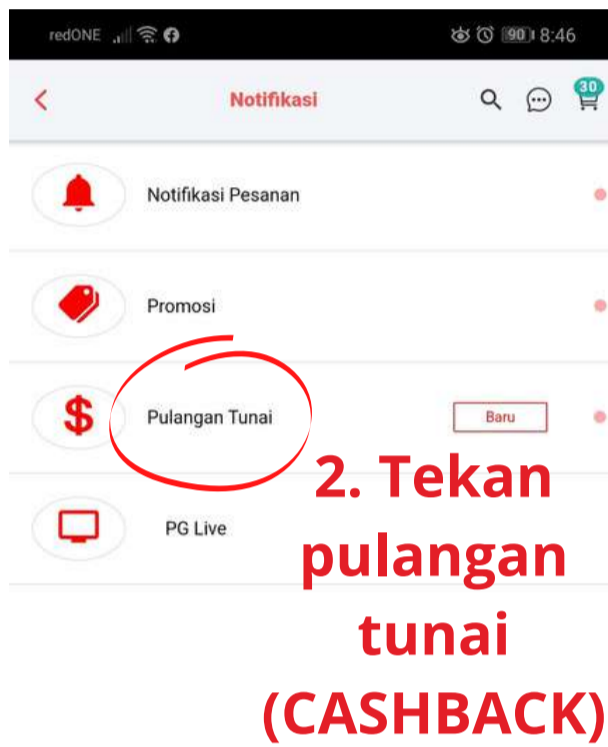 redONE 90 8:46
Notifikasi 30
Notifikasi Pesanan
Promosi
Pulangan Tunai Baru
PG Live
2. Tekan
pulangan
tunai
(CASHBACK)